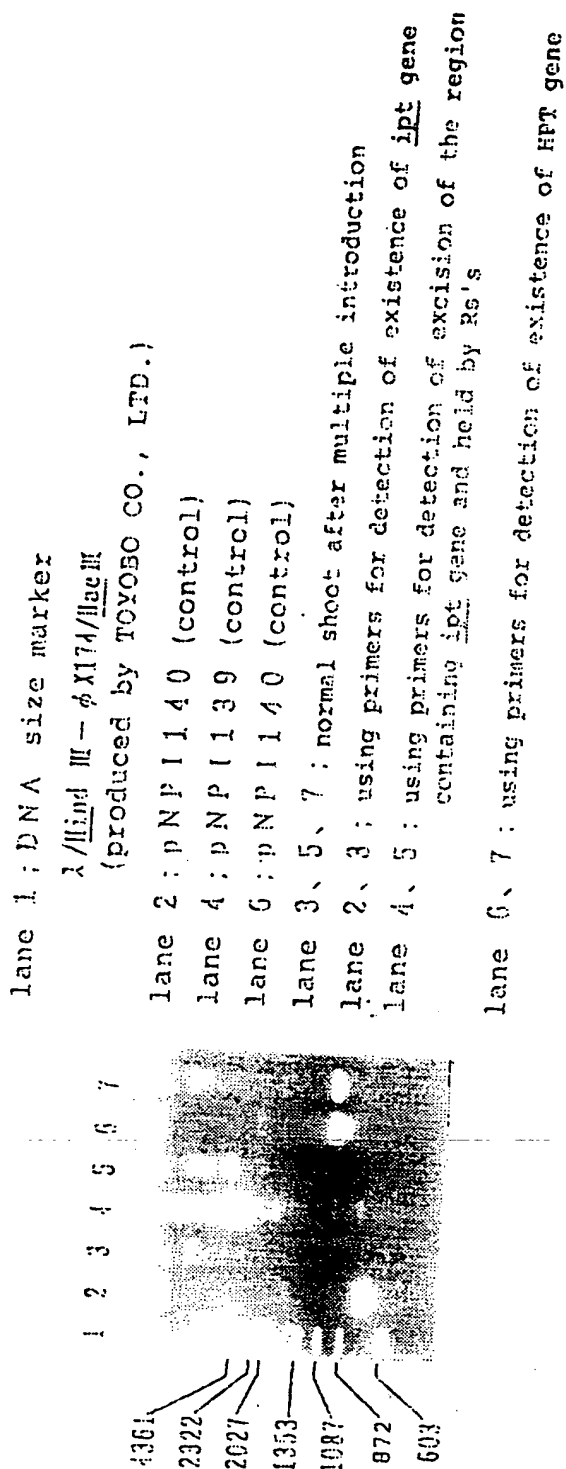 1 2 3 4 5 6 7
4361
2322
2027
1353
1087
872
603
lane 1 ; DNA size marker
λ/Hind III－φX174/HaeIII
(produced by TOYOBO CO., LTD.)
lane 2 ; pNPI140 (control)
lane 4 ; pNPI139 (control)
lane 6 ; pNPI140 (control)
lane 3、5、7 ; normal shoot after multiple introduction
lane 2、3 ; using primers for detection of existence of ipt gene
lane 4、5 ; using primers for detection of excision of the region
containing ipt gene and held by Rs's
lane 6、7 ; using primers for detection of existence of HPT gene